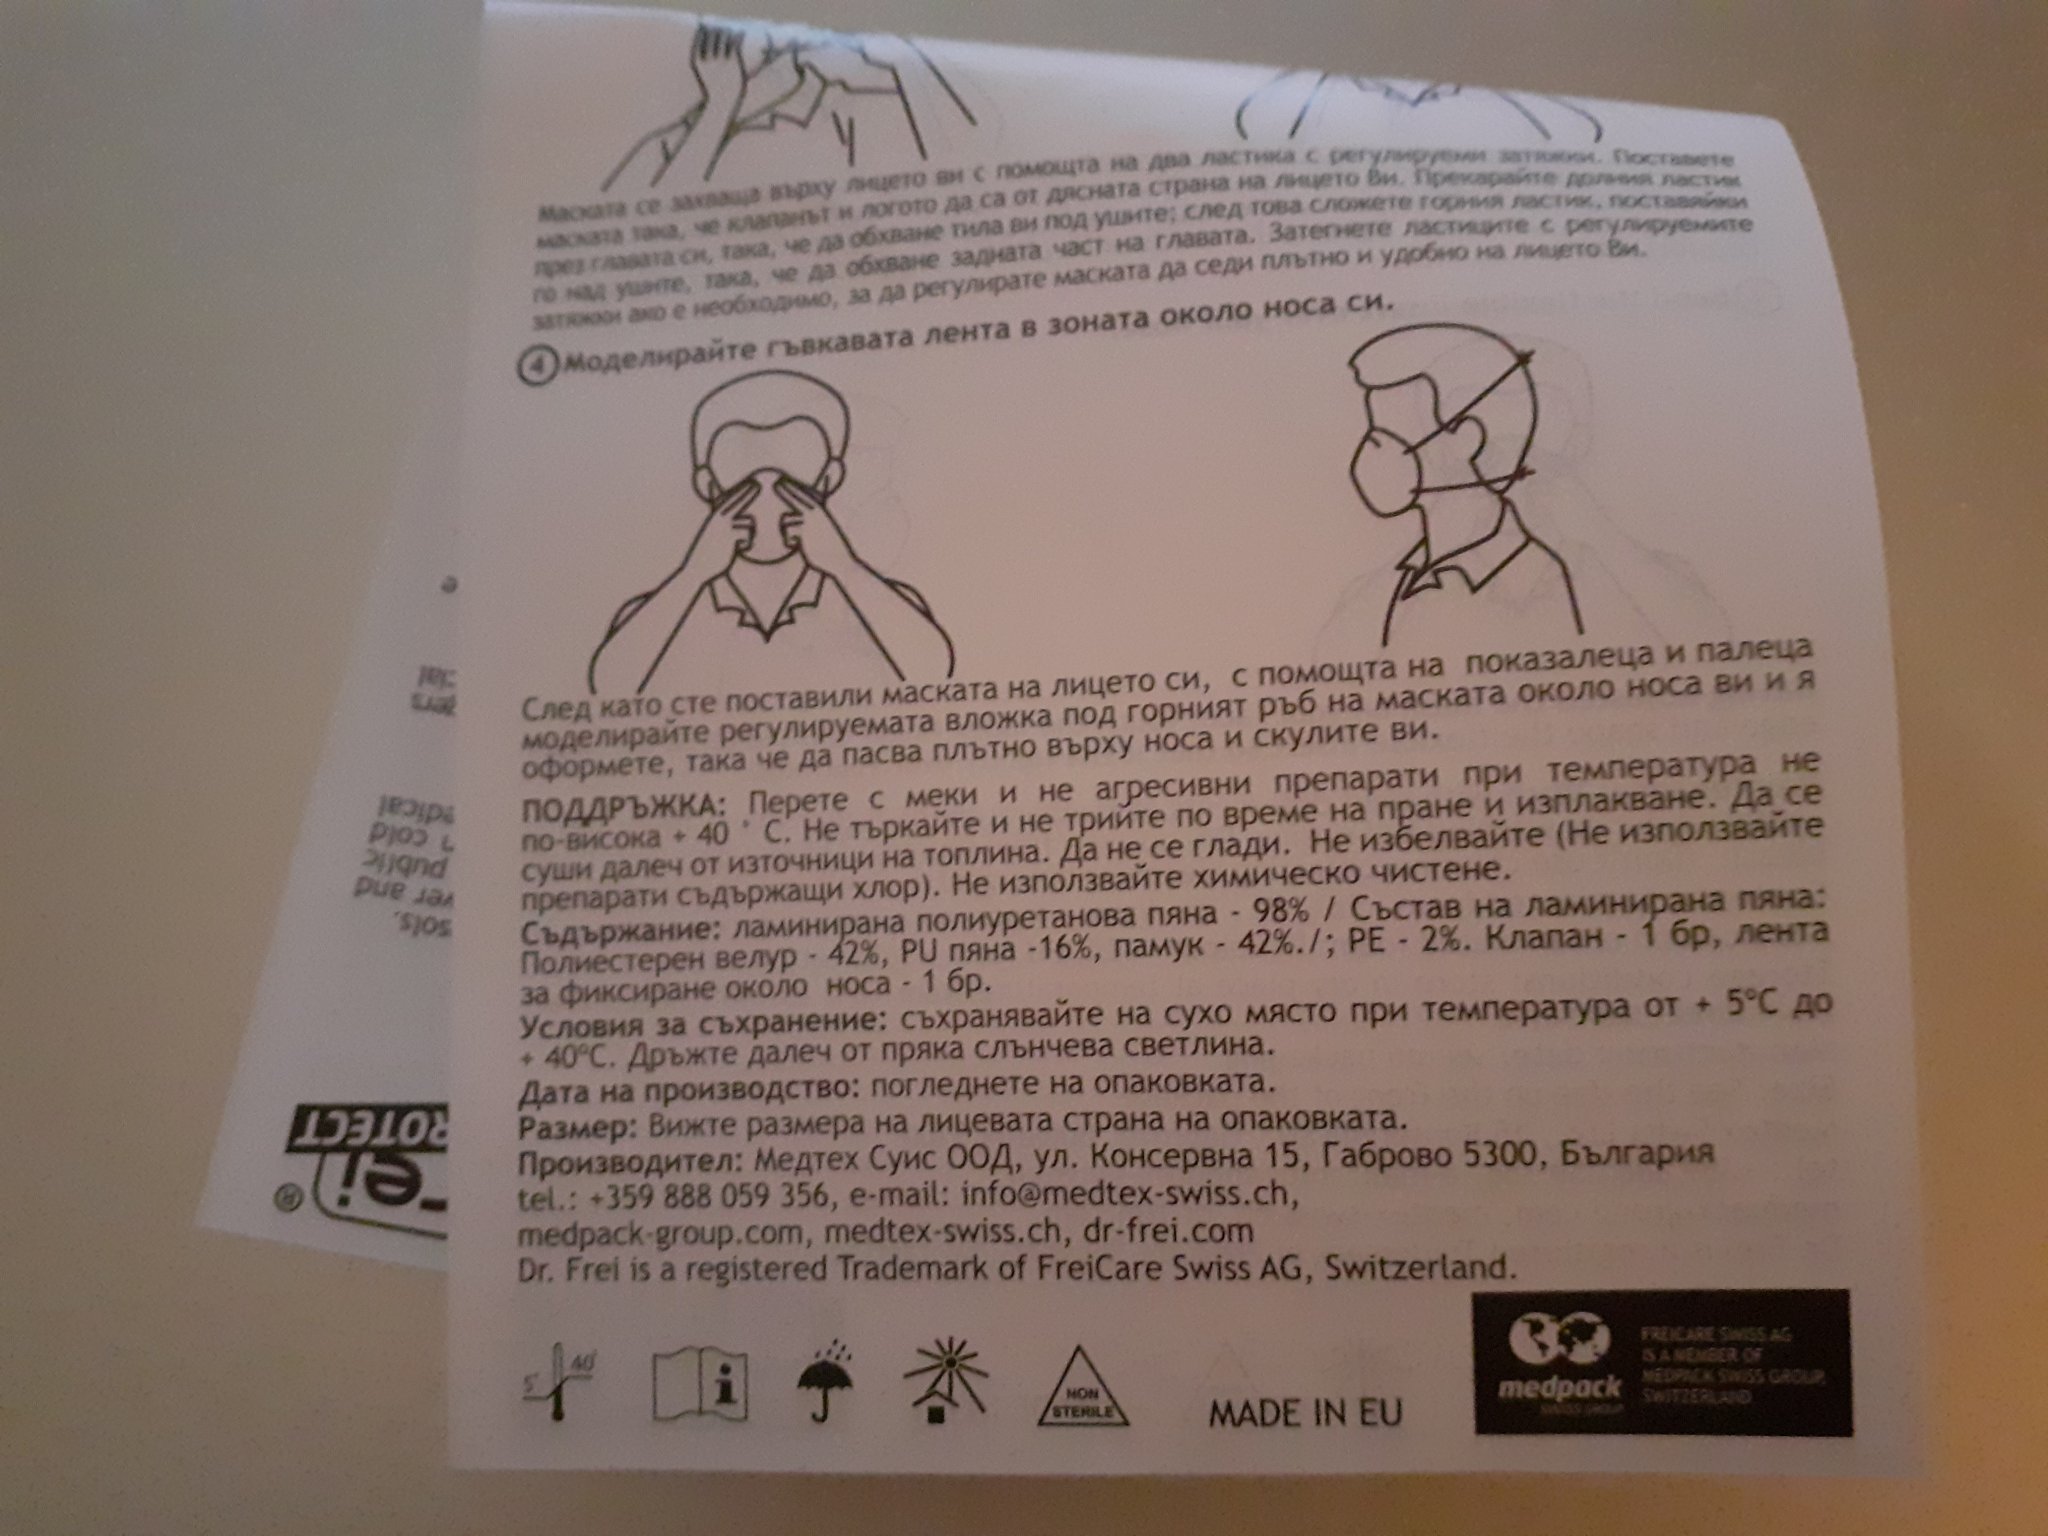 Маската се захваща върху лицето ви с помощта на два ластика с регулируеми затяжки. Поставете
маската така, че клапанът и логото да са от дясната страна на лицето Ви. Прекарайте долния ластик
през главата си, така, че да обхване тила ви под ушите; след това сложете горния ластик, поставяйки
го над ушите, така, че да обхване задната част на главата. Затегнете ластиците с регулируемите
затяжки ако е необходимо, за да регулирате маската да седи плътно и удобно на лицето Ви.
4 Моделирайте гъвкавата лента в зоната около носа си.
След като сте поставили маската на лицето си, с помощта на показалеца и палеца
моделирайте регулируемата вложка под горният ръб на маската около носа ви и я
оформете, така че да пасва плътно върху носа и скулите ви.
ПОДДРЪЖКА: Перете с меки и не агресивни препарати при температура не
по-висока + 40 ° С. Не търкайте и не трийте по време на пране и изплакване. Да се
суши далеч от източници на топлина. Да не се глади. Не избелвайте (Не използвайте
препарати съдържащи хлор). Не използвайте химическо чистене.
Съдържание: ламинирана полиуретанова пяна - 98% / Състав на ламинирана пяна:
Полиестерен велур - 42%, PU пяна -16%, памук - 42%./; PE - 2%. Клапан - 1 бр, лента
за фиксиране около носа - 1 бр.
Условия за съхранение: съхранявайте на сухо място при температура от + 5°C до
+ 40°C. Дръжте далеч от пряка слънчева светлина.
Дата на производство: погледнете на опаковката.
Размер: Вижте размера на лицевата страна на опаковката.
Производител: Медтех Суис ООД, ул. Консервна 15, Габрово 5300, България
tel.: +359 888 059 356, e-mail: info@medtex-swiss.ch,
medpack-group.com, medtex-swiss.ch, dr-frei.com
Dr. Frei is a registered Trademark of FreiCare Swiss AG, Switzerland.
5° 40°
i
NON
STERILE
MADE IN EU
medpack
SWISS GROUP
FREICARE SWISS AG
IS A MEMBER OF
MEDPACK SWISS GROUP,
SWITZERLAND
cold
public
and
®